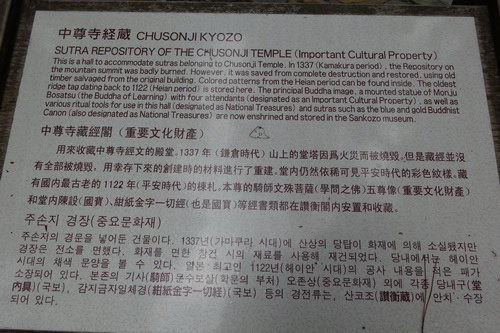 中尊寺経蔵 CHUSONJI KYOZO
SUTRA REPOSITORY OF THE CHUSONJI TEMPLE (Important Cultural Property)
This is a hall to accommodate sutras belonging to Chusonji Temple. In 1337 (Kamakura period), the Repository on
the mountain summit was badly burned. However, it was saved from complete destruction and restored, using old
timber salvaged from the original building. Colored patterns from the Heian period can be found inside. The oldest
ridge tag dating back to 1122 (Heian period) is stored here. The principal Buddha image, a mounted statue of Monju
Bosatsu (the Buddha of Learning) with four attendants (designated as an Important Cultural Property), as well as
various ritual tools for use in this hall (designated as National Treasures) and sutras such as the blue and gold Buddhist
Canon (also designated as National Treasures) are now enshrined and stored in the Sankozo museum.
中尊寺藏經閣（重要文化財產）
用來收藏中尊寺經文的殿堂。1337年（鎌倉時代）山上的堂塔因爲火災而被燒毀。但是藏經並沒
有全部被燒毀，用幸存下來的創建時的材料進行了重建。堂内仍然依稀可見平安時代的彩色紋樣。藏
有國内最古老的1122年（平安時代）的棟札。本尊的騎師文殊菩薩（學問之佛）五尊像（重要文化財產）
和堂内陳設（國寶）、紺紙金字一切經（也是國寶）等經書類都在讚衡藏内安置和收藏。
주손지 경장(중요문화재)
주손지의 경문을 넣어둔 건물이다. 1337년(가마쿠라 시대)에 산상의 당탑이 화재에 의해 소실됐지만
경장은 전소를 면했다. 화재를 면한 창건 시의 재료를 사용해 재건되었다. 당내에서는 헤이안
시대의 채색 문양을 볼 수 있다. 일본 최고인 1122년(헤이안 시대)의 공사 내용을 적은 패가
소장되어 있다. 본존의 기사(騎師)문수보살(학문의 부처) 오존상(중요문화재) 외에 각종 당내구(堂
内具)(국보), 감지금자일체경(紺紙金字一切経)(국보) 등의 경전류는, 산코조(讃衡蔵)에 안치·수장
되어 있다.